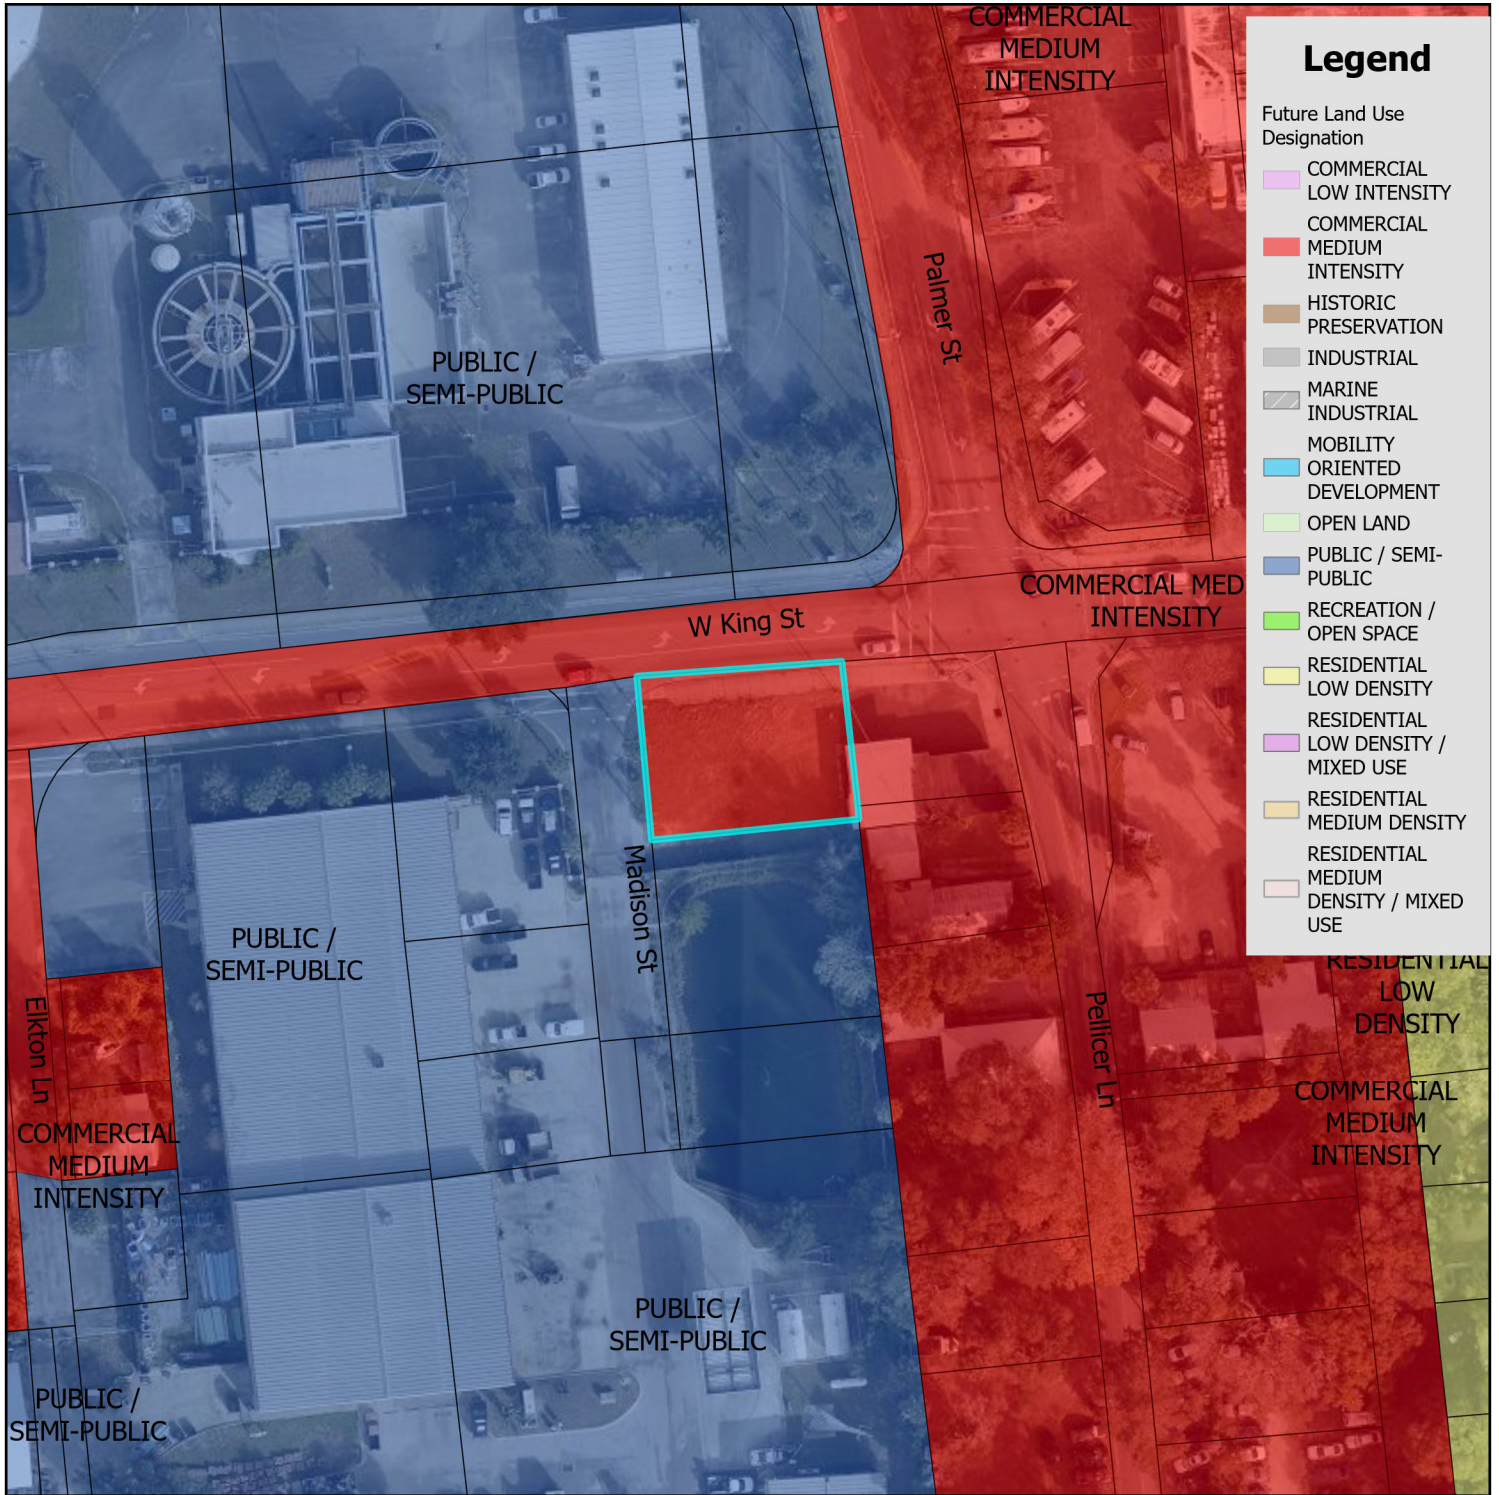 COMMERCIAL
MEDIUM
INTENSITY
Legend
Future Land Use
Designation
COMMERCIAL
LOW INTENSITY
COMMERCIAL
MEDIUM
INTENSITY
HISTORIC
PRESERVATION
INDUSTRIAL
MARINE
INDUSTRIAL
MOBILITY
ORIENTED
DEVELOPMENT
OPEN LAND
PUBLIC / SEMI-
PUBLIC
RECREATION /
OPEN SPACE
RESIDENTIAL
LOW DENSITY
RESIDENTIAL
LOW DENSITY /
MIXED USE
RESIDENTIAL
MEDIUM DENSITY
RESIDENTIAL
MEDIUM
DENSITY / MIXED
USE
Palmer St
PUBLIC /
SEMI-PUBLIC
COMMERCIAL MED
INTENSITY
W King St
Madison St
PUBLIC /
SEMI-PUBLIC
RESIDENTIAL
LOW
DENSITY
Elkton Ln
Pellicer Ln
COMMERCIAL
MEDIUM
INTENSITY
COMMERCIAL
MEDIUM
INTENSITY
PUBLIC /
SEMI-PUBLIC
PUBLIC /
SEMI-PUBLIC